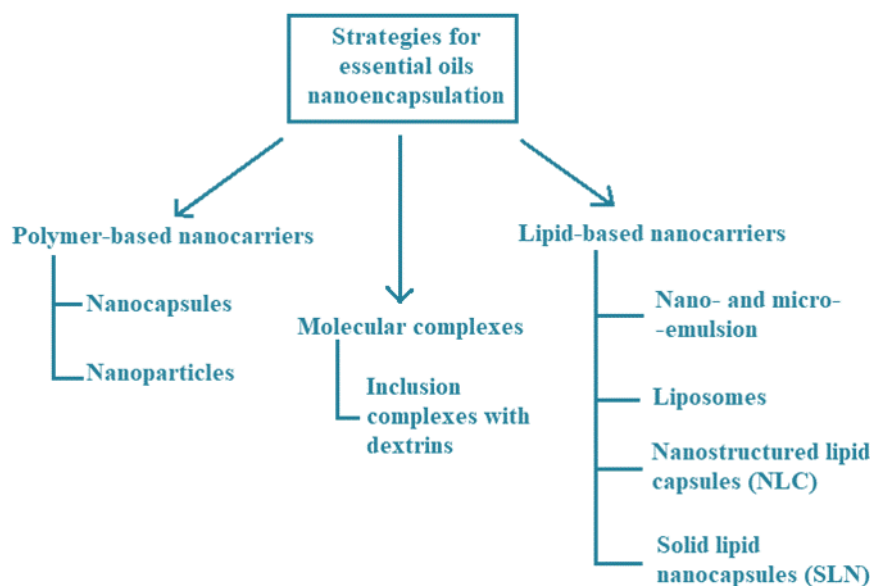 Strategies for
essential oils
nanoencapsulation
Polymer-based nanocarriers
Nanocapsules
Nanoparticles
Molecular complexes
Inclusion
complexes with
dextrins
Lipid-based nanocarriers
Nano- and micro-
-emulsion
Liposomes
Nanostructured lipid
capsules (NLC)
Solid lipid
nanocapsules (SLN)